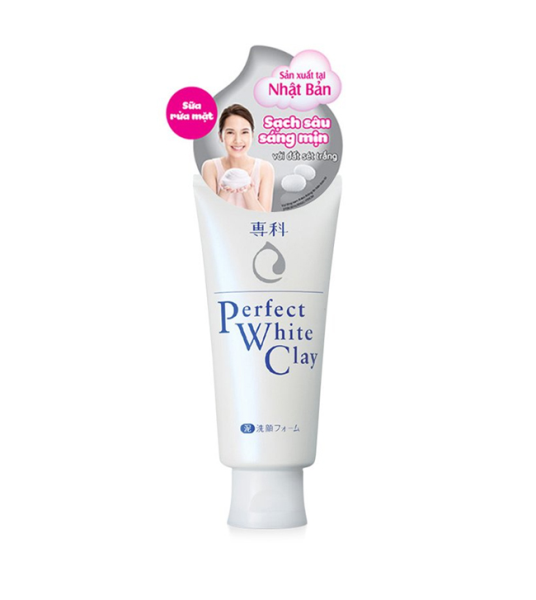 Sữa
rửa mặt
Sản xuất tại
Nhật Bản
Sạch sâu
sáng mịn
với đất sét trắng
専科
Perfect
White
Clay
泥 洗顔フォーム